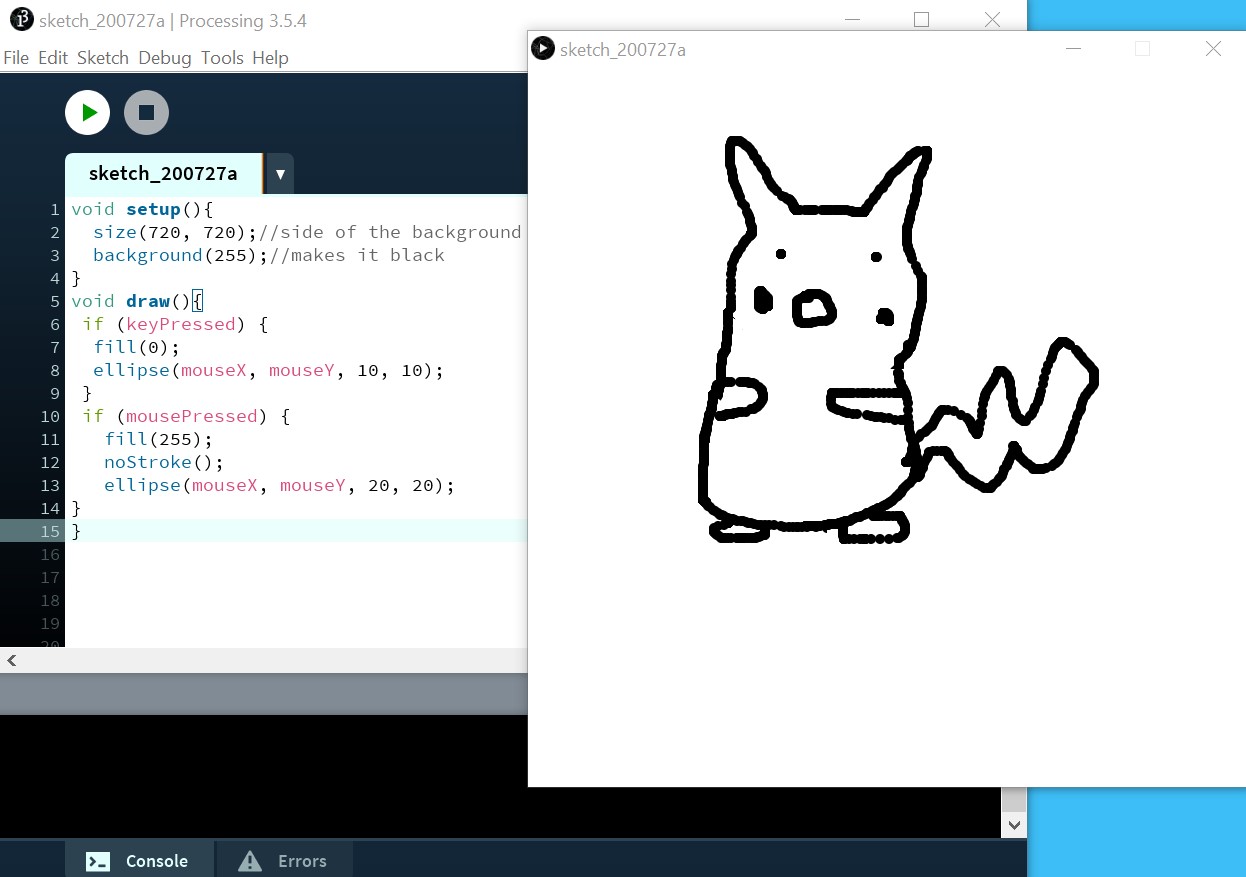 sketch_200727a | Processing 3.5.4
File Edit Sketch Debug Tools Help
sketch_200727a
sketch_200727a
1 void setup(){
2 size(720, 720);//side of the background
3 background(255);//makes it black
4 }
5 void draw(){
6 if (keyPressed) {
7 fill(0);
8 ellipse(mouseX, mouseY, 10, 10);
9 }
10 if (mousePressed) {
11 fill(255);
12 noStroke();
13 ellipse(mouseX, mouseY, 20, 20);
14 }
15 }
16
17
18
19
20
Console Errors